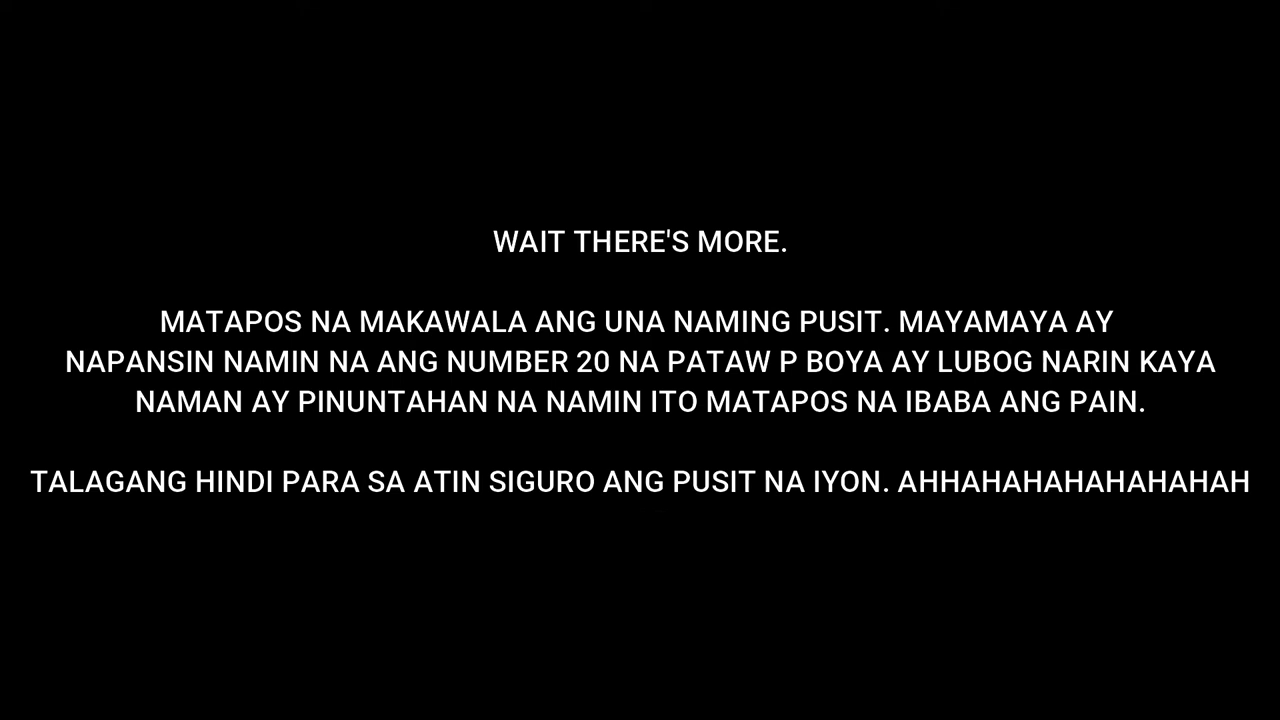 WAIT THERE'S MORE.
MATAPOS NA MAKAWALA ANG UNA NAMING PUSIT. MAYAMAYA AY
NAPANSIN NAMIN NA ANG NUMBER 20 NA PATAW P BOYA AY LUBOG NARIN KAYA
NAMAN AY PINUNTAHAN NA NAMIN ITO MATAPOS NA IBABA ANG PAIN.
TALAGANG HINDI PARA SA ATIN SIGURO ANG PUSIT NA IYON. AHHAHAHAHAHAHAHAH